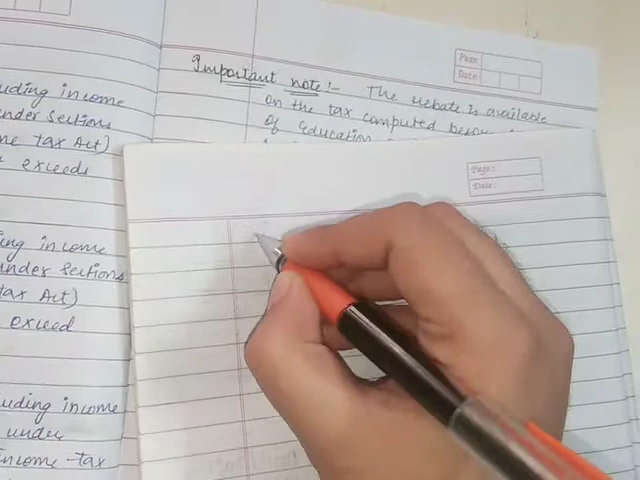 Page:
Date:
Important note:- The rebate is available
on the tax computed before
of Education
uding income
nder Sections
me tax Act)
exceeds
Page:
Date:
ing income
under Sections
tax Act)
exceed
uding income
under
Income-tax